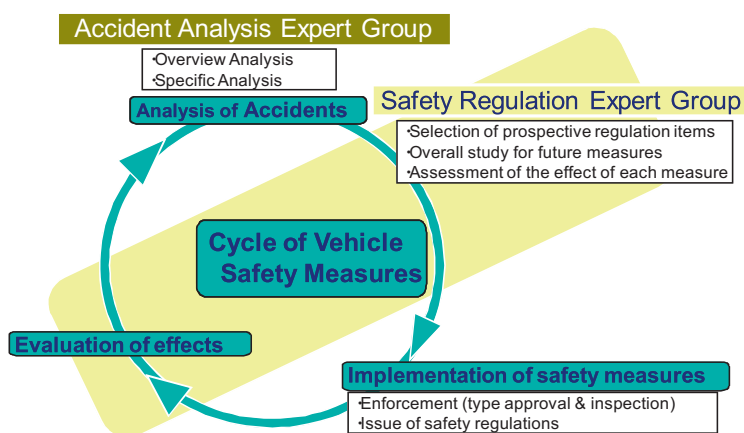 Accident Analysis Expert Group
·Overview Analysis
·Specific Analysis
Analysis of Accidents
Safety Regulation Expert Group
·Selection of prospective regulation items
·Overall study for future measures
·Assessment of the effect of each measure
Cycle of Vehicle
Safety Measures
Evaluation of effects
Implementation of safety measures
·Enforcement (type approval & inspection)
·Issue of safety regulations